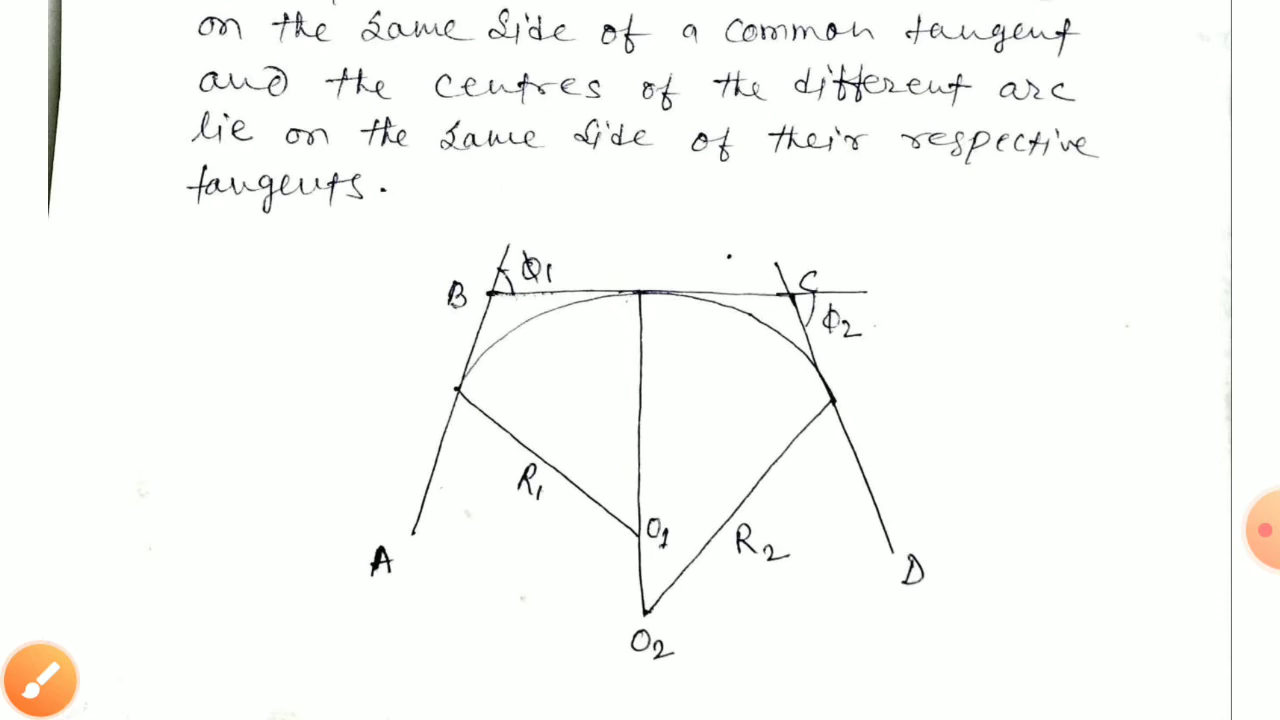 on the same side of a common tangent
and the centres of the different arc
lie on the same side of their respective
tangents.
B ϕ1 C
ϕ2
R1
O1
R2
A D
O2